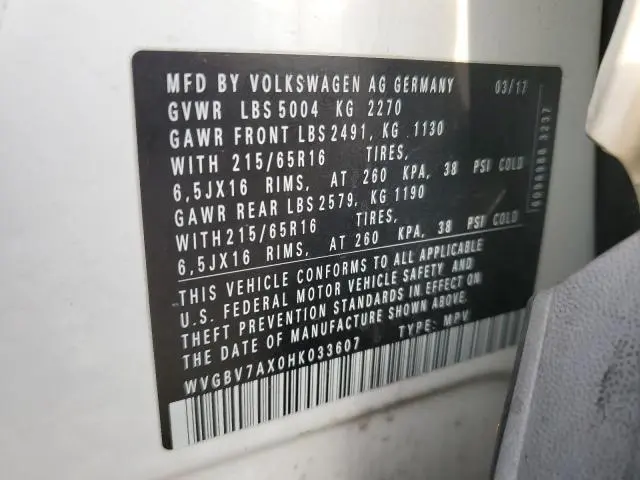 MFD BY VOLKSWAGEN AG GERMANY 03/17
GVWR LBS 5004 KG 2270
GAWR FRONT LBS 2491, KG 1130
WITH 215/65R16 TIRES,
6,5JX16 RIMS, AT 260 KPA, 38 PSI COLD
GAWR REAR LBS 2579, KG 1190
WITH 215/65R16 TIRES,
6,5JX16 RIMS, AT 260 KPA, 38 PSI COLD
THIS VEHICLE CONFORMS TO ALL APPLICABLE
U.S. FEDERAL MOTOR VEHICLE SAFETY AND
THEFT PREVENTION STANDARDS IN EFFECT ON
THE DATE OF MANUFACTURE SHOWN ABOVE.
WVGBV7AX0HK033607 TYPE: MPV